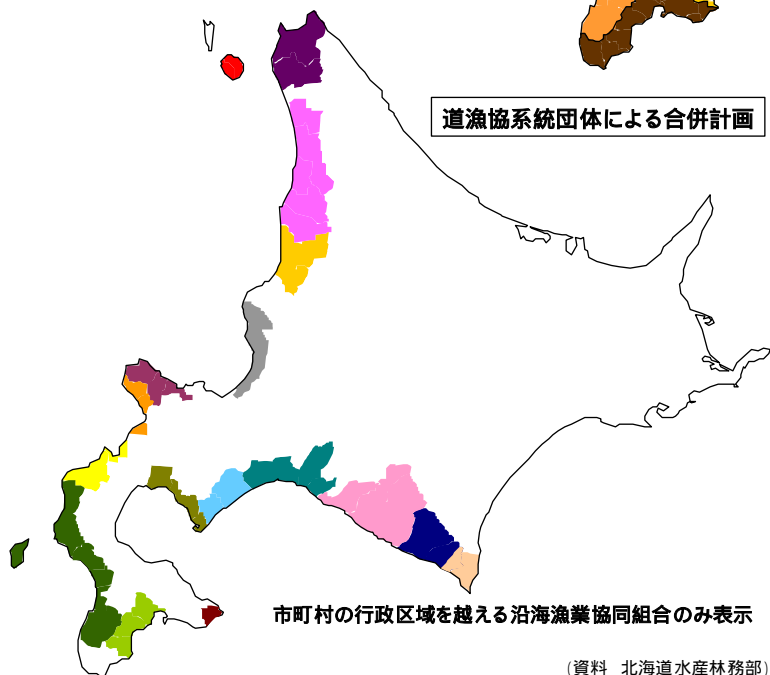 道漁協系統団体による合併計画
市町村の行政区域を越える沿海漁業協同組合のみ表示
(資料 北海道水産林務部)